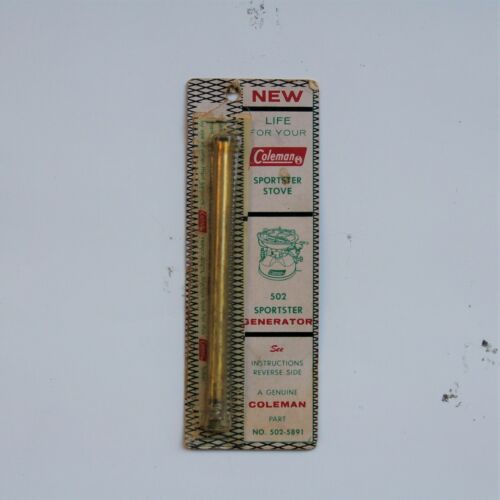 NEW
LIFE
FOR YOUR
Coleman
SPORTSTER
STOVE
502
SPORTSTER
GENERATOR
See
INSTRUCTIONS
REVERSE SIDE
A GENUINE
COLEMAN
PART
NO. 502-5891